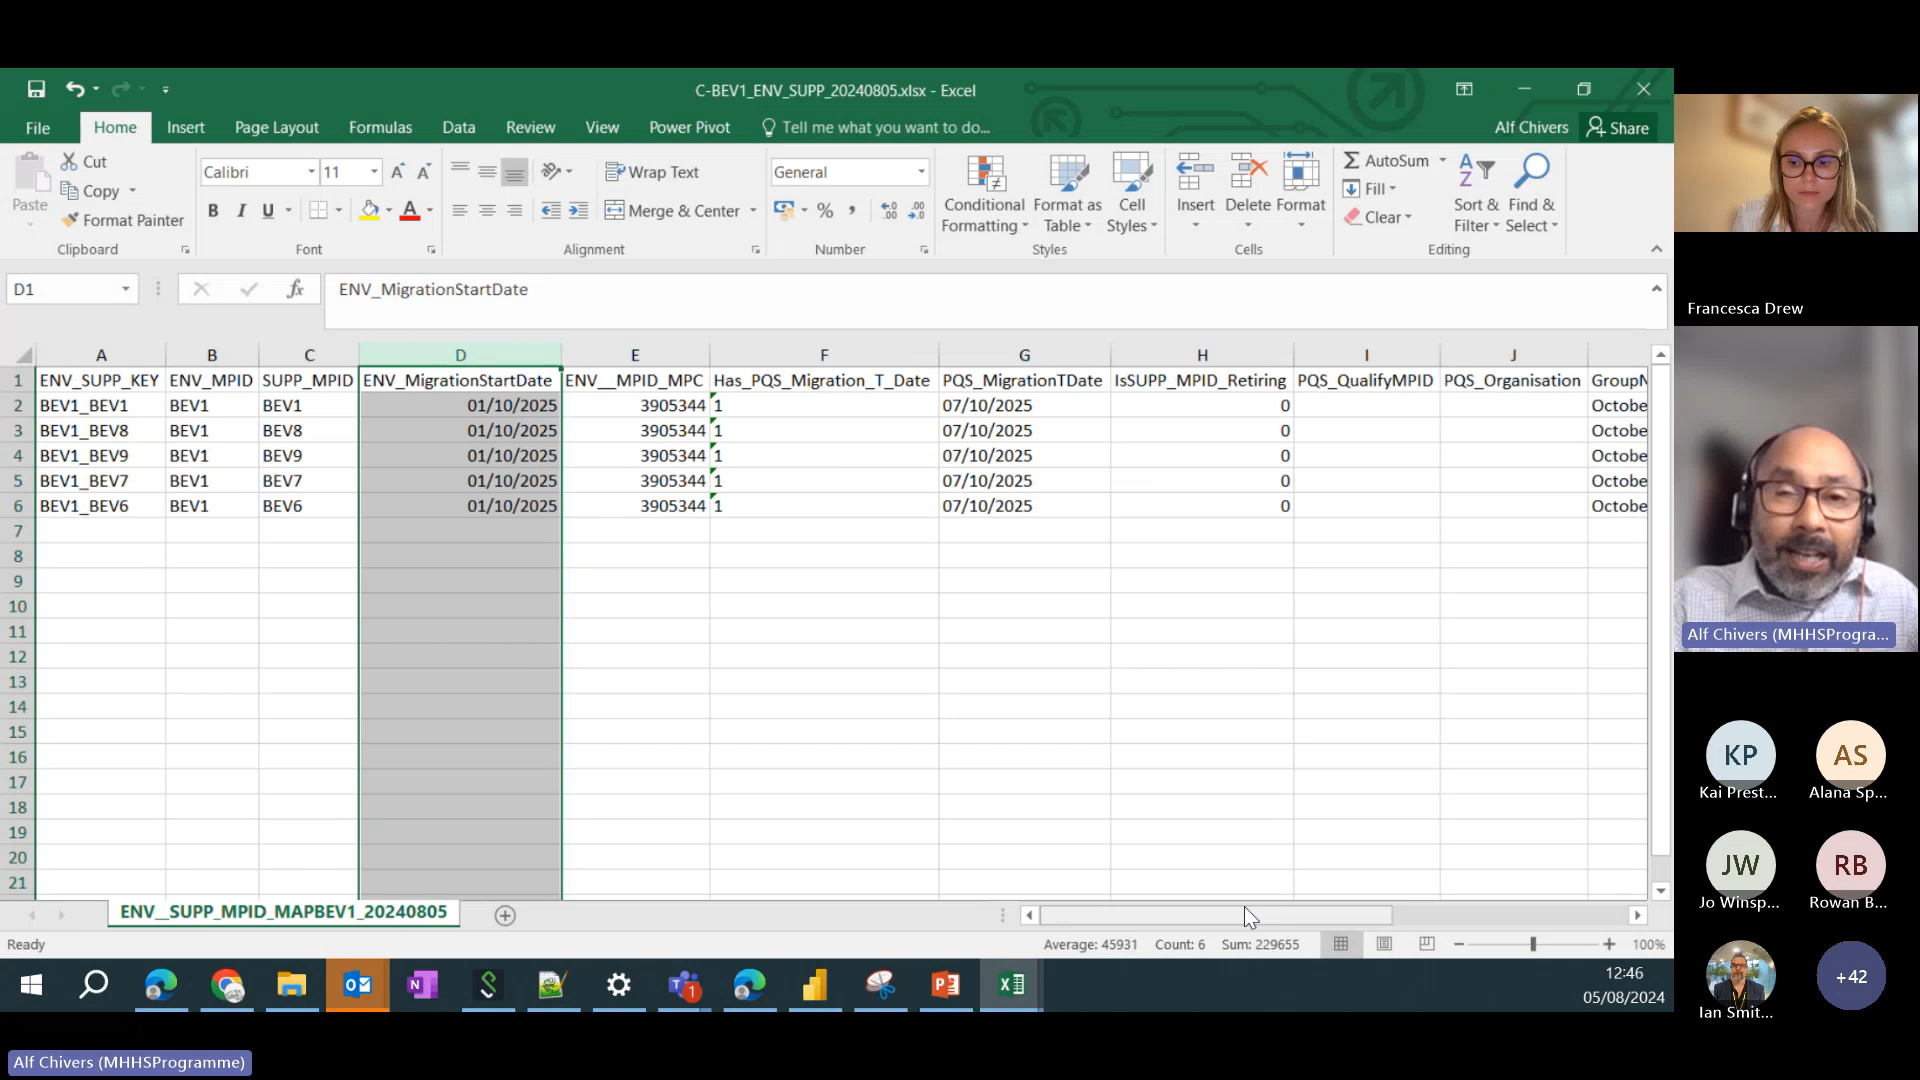 C-BEV1_ENV_SUPP_20240805.xlsx - Excel
File Home Insert Page Layout Formulas Data Review View Power Pivot Tell me what you want to do... Alf Chivers Share
Paste Cut
Copy
Format Painter
Clipboard
Calibri 11
B I U
Font
Wrap Text
Merge & Center
Alignment
General
Number
Conditional Formatting
Format as Table
Cell Styles
Styles
Insert Delete Format
Cells
AutoSum
Fill
Clear
Sort & Filter
Find & Select
Editing
D1 fx ENV_MigrationStartDate
A B C D E F G H I J
1 ENV_SUPP_KEY ENV_MPID SUPP_MPID ENV_MigrationStartDate ENV__MPID_MPC Has_PQS_Migration_T_Date PQS_MigrationTDate IsSUPP_MPID_Retiring PQS_QualifyMPID PQS_Organisation GroupN
2 BEV1_BEV1 BEV1 BEV1 01/10/2025 3905344 1 07/10/2025 0 Octobe
3 BEV1_BEV8 BEV1 BEV8 01/10/2025 3905344 1 07/10/2025 0 Octobe
4 BEV1_BEV9 BEV1 BEV9 01/10/2025 3905344 1 07/10/2025 0 Octobe
5 BEV1_BEV7 BEV1 BEV7 01/10/2025 3905344 1 07/10/2025 0 Octobe
6 BEV1_BEV6 BEV1 BEV6 01/10/2025 3905344 1 07/10/2025 0 Octobe
7
8
9
10
11
12
13
14
15
16
17
18
19
20
21
ENV__SUPP_MPID_MAPBEV1_20240805
Ready Average: 45931 Count: 6 Sum: 229655 100%
12:46
05/08/2024
Alf Chivers (MHHSProgramme)
Francesca Drew
Alf Chivers (MHHSProgra...
KP AS
Kai Prest... Alana Sp...
JW RB
Jo Winsp... Rowan B...
+42
Ian Smit...